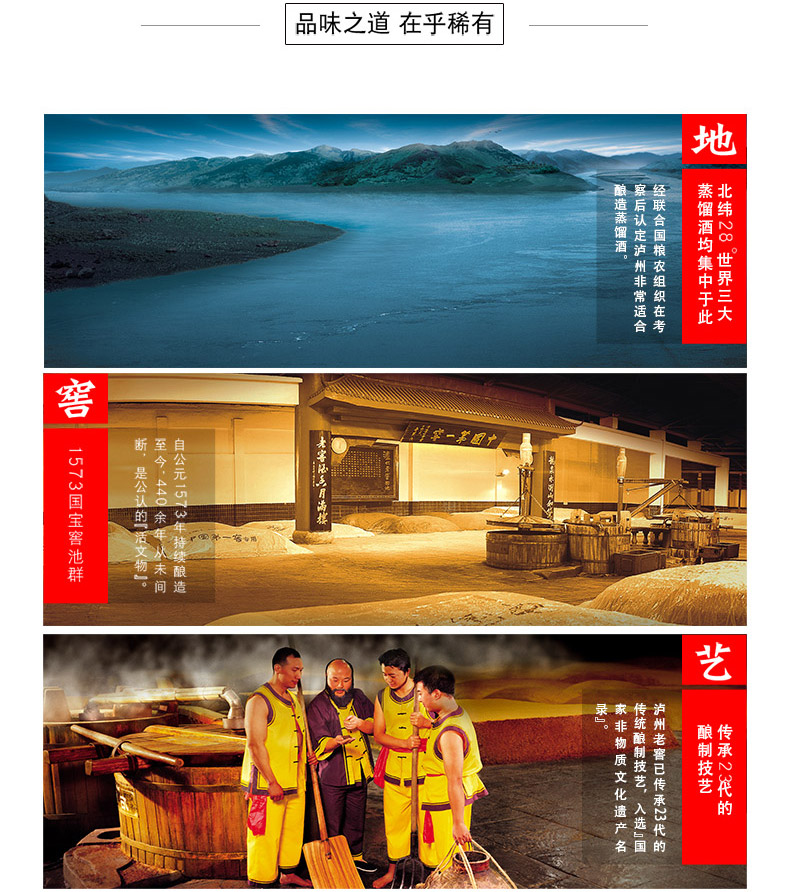 品味之道 在乎稀有
地
北纬28°世界三大
蒸馏酒均集中于此
经联合国粮农组织在考
察后认定泸州非常适合
酿造蒸馏酒。
窖
1573国宝窖池群
自公元1573年持续酿造
至今，440余年从未间
断，是公认的『活文物』。
中國第一窖
中国第一窖
艺
传承23代的
酿制技艺
泸州老窖已传承23代的
传统酿制技艺，入选『国
家非物质文化遗产名
录』。